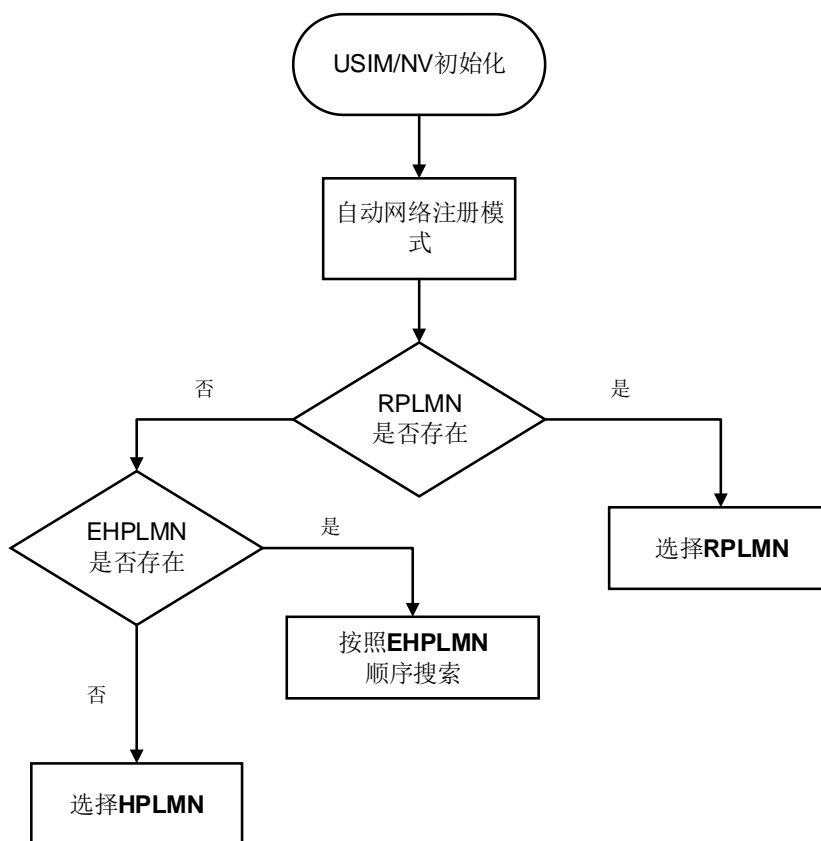 USIM/NV初始化
自动网络注册模
式
否
RPLMN
是否存在
是
EHPLMN
是否存在
是
选择RPLMN
按照EHPLMN
顺序搜索
否
选择HPLMN